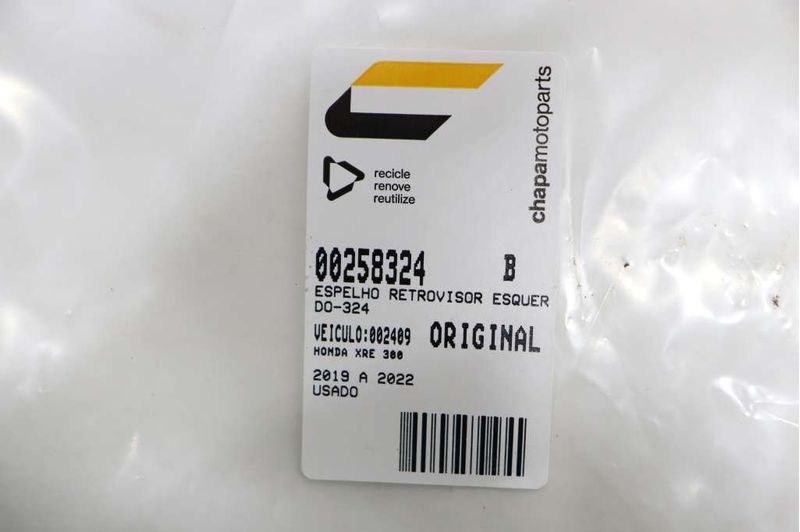 chapamotoparts
recicle
renove
reutilize
00258324 B
ESPELHO RETROVISOR ESQUER
DO-324
VEICULO:002409 ORIGINAL
HONDA XRE 300
2019 A 2022
USADO